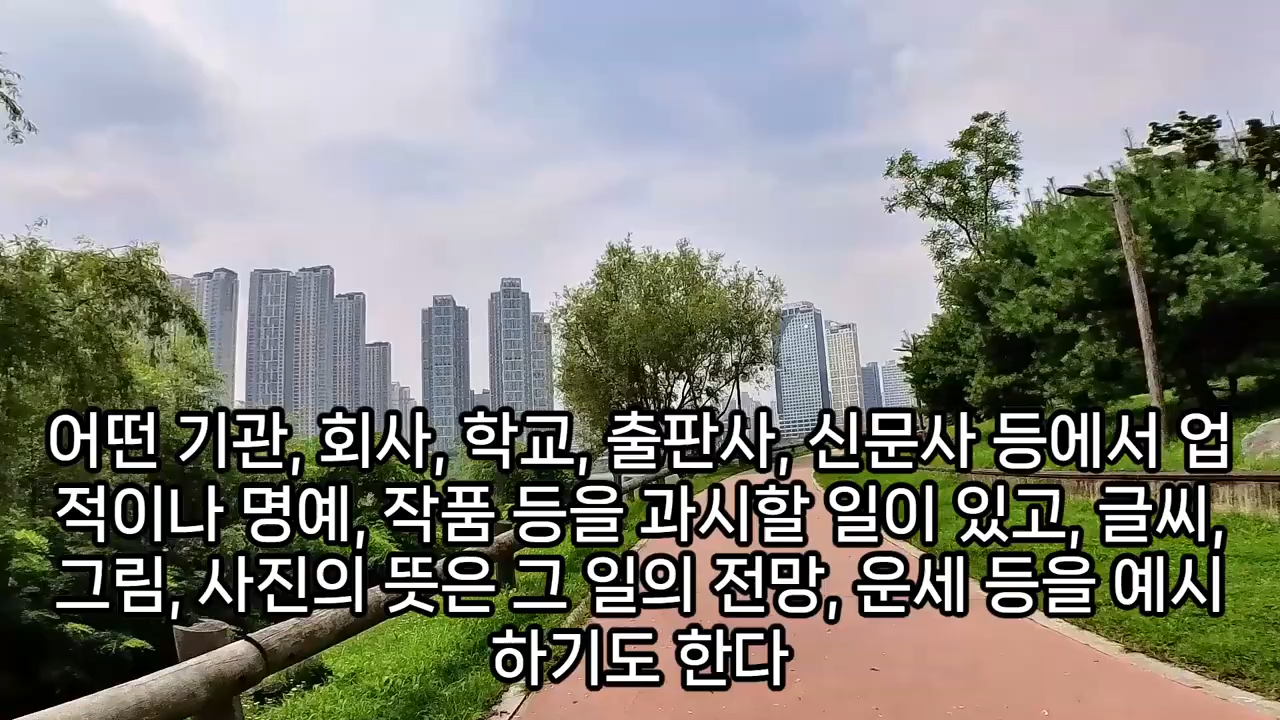 어떤 기관, 회사, 학교, 출판사, 신문사 등에서 업
적이나 명예, 작품 등을 과시할 일이 있고, 글씨,
그림, 사진의 뜻은 그 일의 전망, 운세 등을 예시
하기도 한다